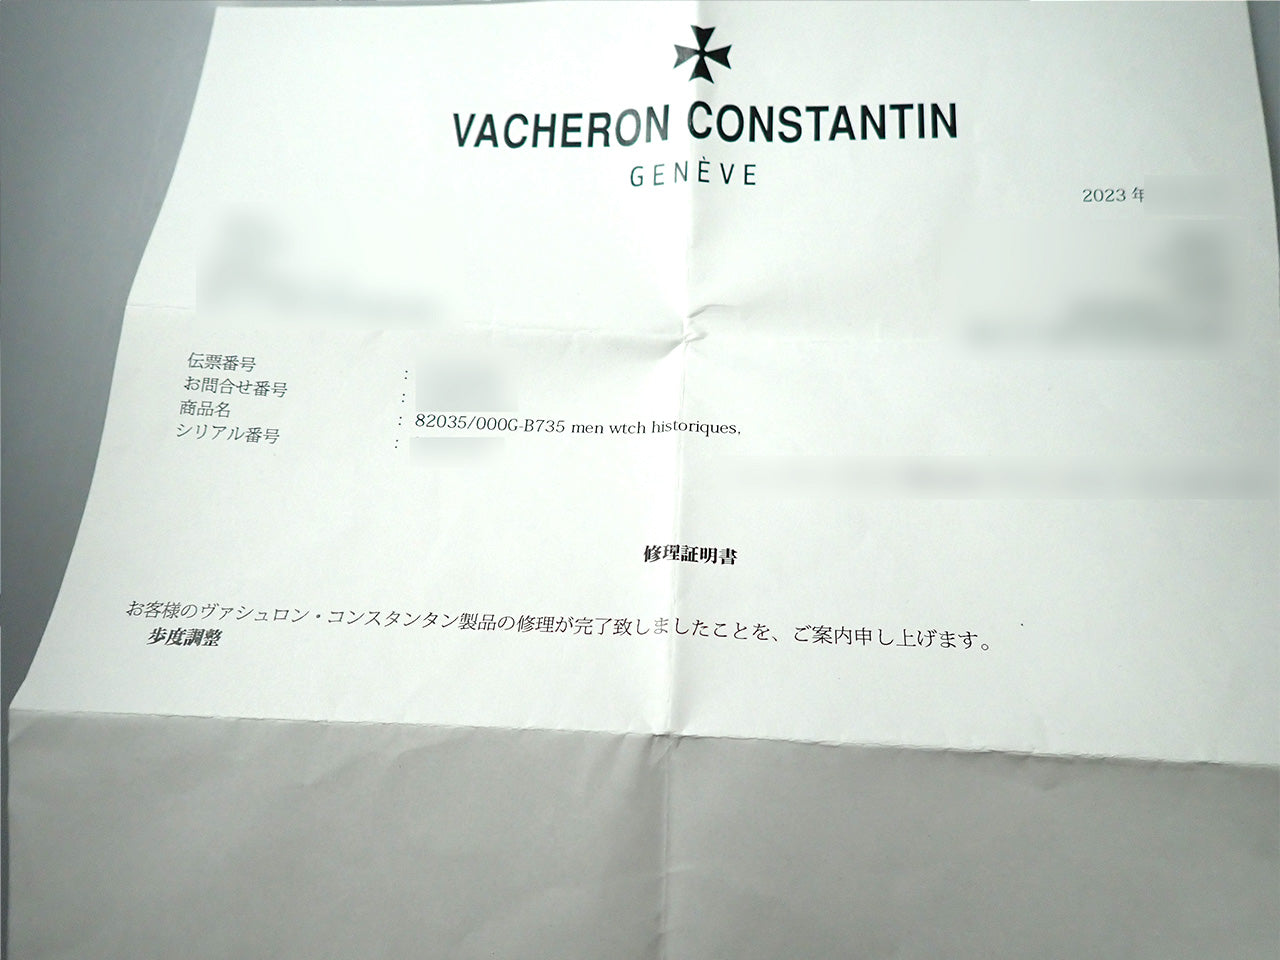 VACHERON CONSTANTIN
GENÈVE
2023 年
伝票番号 :
お問合せ番号 :
商品名 : 82035/000G-B735 men wtch historiques,
シリアル番号 :
修理証明書
お客様のヴァシュロン・コンスタンタン製品の修理が完了致しましたことを、ご案内申し上げます。
歩度調整